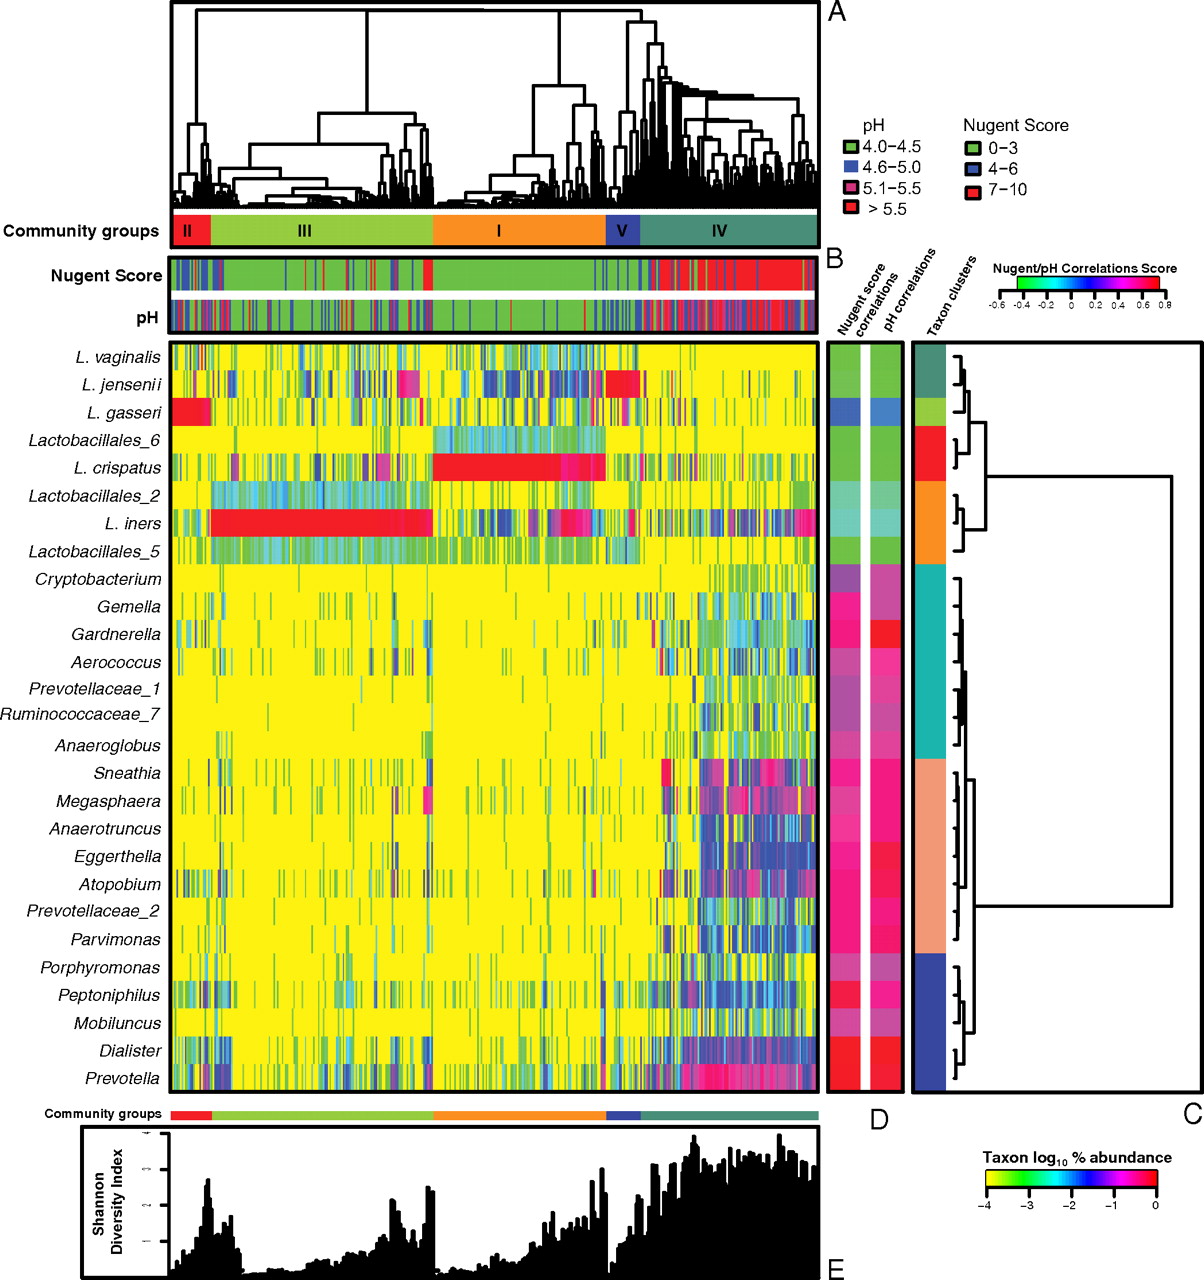 A
pH
4.0−4.5
4.6−5.0
5.1−5.5
> 5.5
Nugent Score
0−3
4−6
7−10
Community groups
II
III
I
V
IV
B
Nugent Score
pH
Nugent score
correlations
pH correlations
Taxon clusters
Nugent/pH Correlations Score
-0.6 -0.4 -0.2 0 0.2 0.4 0.6 0.8
L. vaginalis
L. jensenii
L. gasseri
Lactobacillales_6
L. crispatus
Lactobacillales_2
L. iners
Lactobacillales_5
Cryptobacterium
Gemella
Gardnerella
Aerococcus
Prevotellaceae_1
Ruminococcaceae_7
Anaeroglobus
Sneathia
Megasphaera
Anaerotruncus
Eggerthella
Atopobium
Prevotellaceae_2
Parvimonas
Porphyromonas
Peptoniphilus
Mobiluncus
Dialister
Prevotella
Community groups
D
C
Shannon
Diversity Index
4
3
2
1
E
Taxon log10 % abundance
−4 −3 −2 −1 0